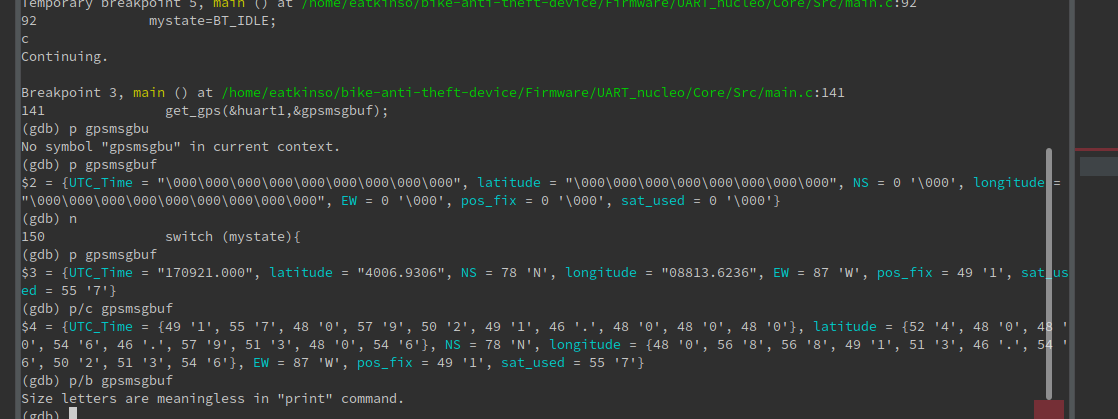 Temporary breakpoint 5, main () at /home/eatkinso/bike-anti-theft-device/Firmware/UART_nucleo/Core/Src/main.c:92
92              mystate=BT_IDLE;
c
Continuing.

Breakpoint 3, main () at /home/eatkinso/bike-anti-theft-device/Firmware/UART_nucleo/Core/Src/main.c:141
141               get_gps(&huart1,&gpsmsgbuf);
(gdb) p gpsmsgbu
No symbol "gpsmsgbu" in current context.
(gdb) p gpsmsgbuf
$2 = {UTC_Time = "\000\000\000\000\000\000\000\000\000\000", latitude = "\000\000\000\000\000\000\000\000\000", NS = 0 '\000', longitude =
"\000\000\000\000\000\000\000\000\000\000", EW = 0 '\000', pos_fix = 0 '\000', sat_used = 0 '\000'}
(gdb) n
150               switch (mystate){
(gdb) p gpsmsgbuf
$3 = {UTC_Time = "170921.000", latitude = "4006.9306", NS = 78 'N', longitude = "08813.6236", EW = 87 'W', pos_fix = 49 '1', sat_us
ed = 55 '7'}
(gdb) p/c gpsmsgbuf
$4 = {UTC_Time = {49 '1', 55 '7', 48 '0', 57 '9', 50 '2', 49 '1', 46 '.', 48 '0', 48 '0', 48 '0'}, latitude = {52 '4', 48 '0', 48 '
0', 54 '6', 46 '.', 57 '9', 51 '3', 48 '0', 54 '6'}, NS = 78 'N', longitude = {48 '0', 56 '8', 56 '8', 49 '1', 51 '3', 46 '.', 54 '
6', 50 '2', 51 '3', 54 '6'}, EW = 87 'W', pos_fix = 49 '1', sat_used = 55 '7'}
(gdb) p/b gpsmsgbuf
Size letters are meaningless in "print" command.
(gdb)